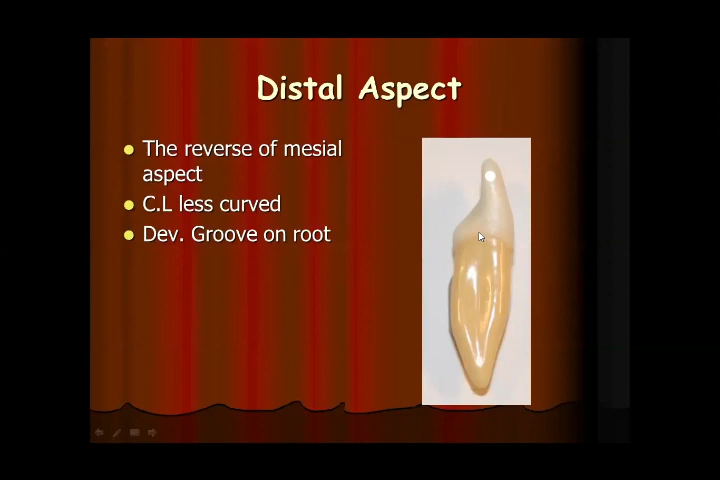 Distal Aspect
The reverse of mesial
aspect
C.L less curved
Dev. Groove on root